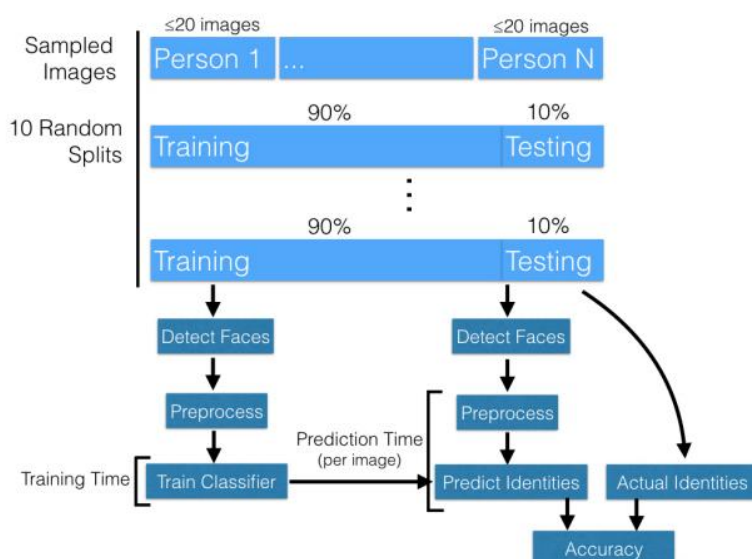 ≤20 images ≤20 images
Sampled Images
Person 1 ... Person N
90% 10%
10 Random Splits
Training Testing
⋮
90% 10%
Training Testing
Detect Faces Detect Faces
Preprocess Preprocess
Prediction Time
(per image)
Training Time
Train Classifier Predict Identities Actual Identities
Accuracy